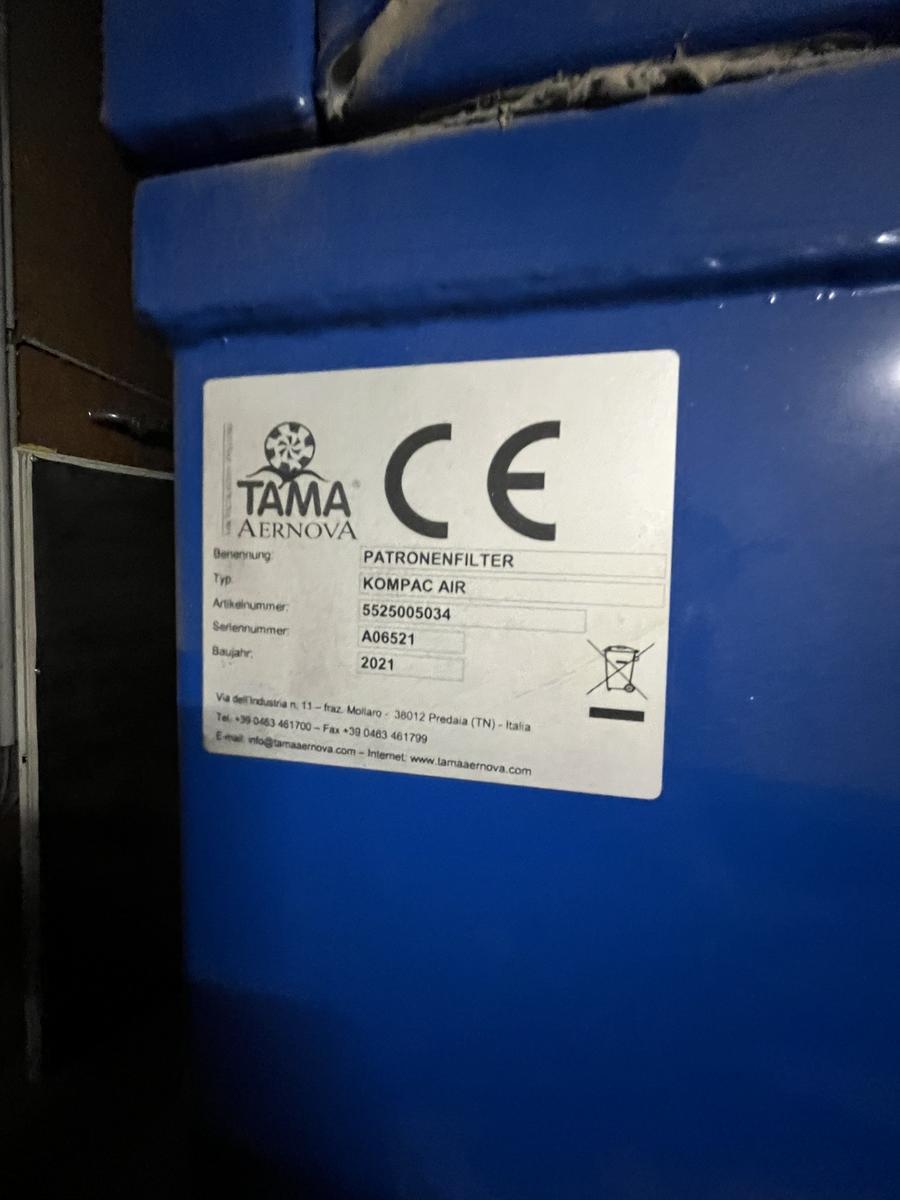 TAMA®
AERNOVA
CE
Benennung: PATRONENFILTER
Typ: KOMPAC AIR
Artikelnummer: 5525005034
Seriennummer: A06521
Baujahr: 2021
Via dell'Industria n. 11 – fraz. Mollaro - 38012 Predaia (TN) - Italia
Tel. +39 0463 461700 – Fax +39 0463 461799
E-mail: info@tamaaernova.com – Internet: www.tamaaernova.com